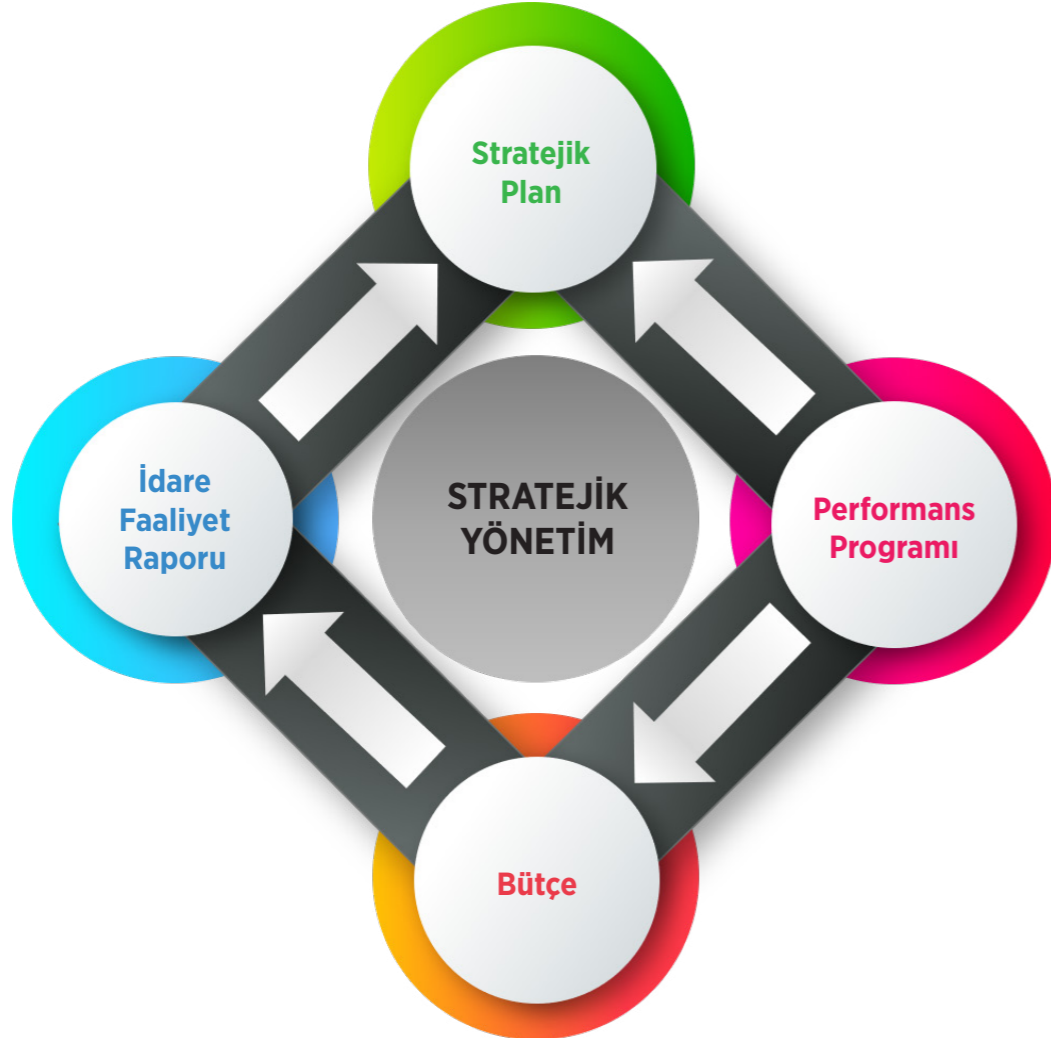 Stratejik
Plan
İdare
Faaliyet
Raporu
STRATEJİK
YÖNETİM
Performans
Programı
Bütçe